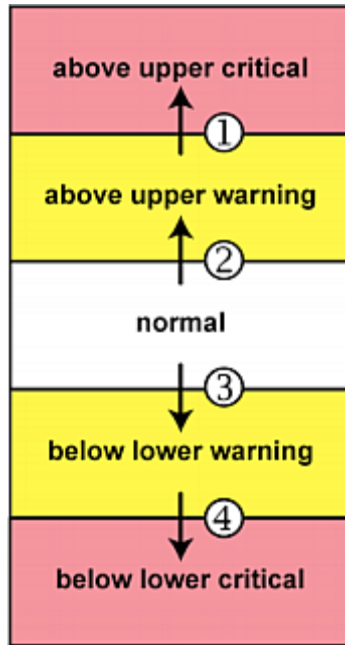 above upper critical
1
above upper warning
2
normal
3
below lower warning
4
below lower critical